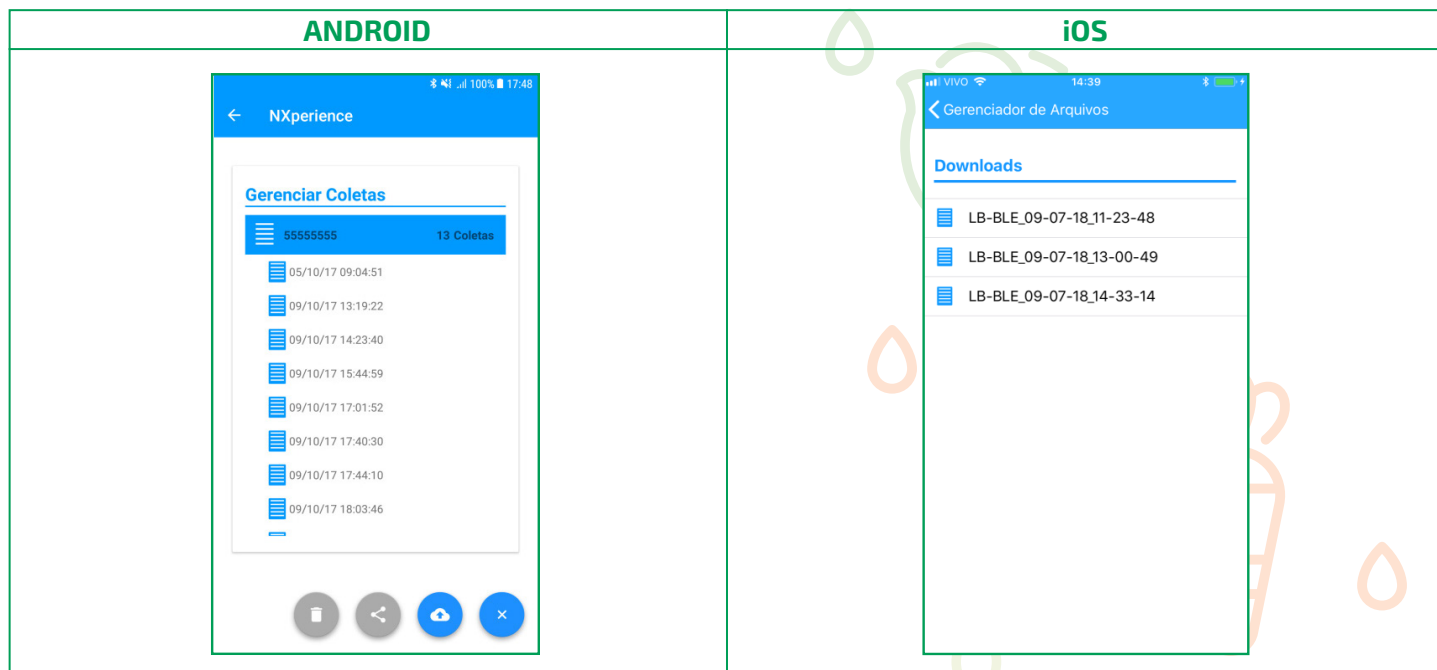 ANDROID
iOS
100% 17:48
NXperience
Gerenciar Coletas
55555555 13 Coletas
05/10/17 09:04:51
09/10/17 13:19:22
09/10/17 14:23:40
09/10/17 15:44:59
09/10/17 17:01:52
09/10/17 17:40:30
09/10/17 17:44:10
09/10/17 18:03:46
VIVO 14:39
Gerenciador de Arquivos
Downloads
LB-BLE_09-07-18_11-23-48
LB-BLE_09-07-18_13-00-49
LB-BLE_09-07-18_14-33-14